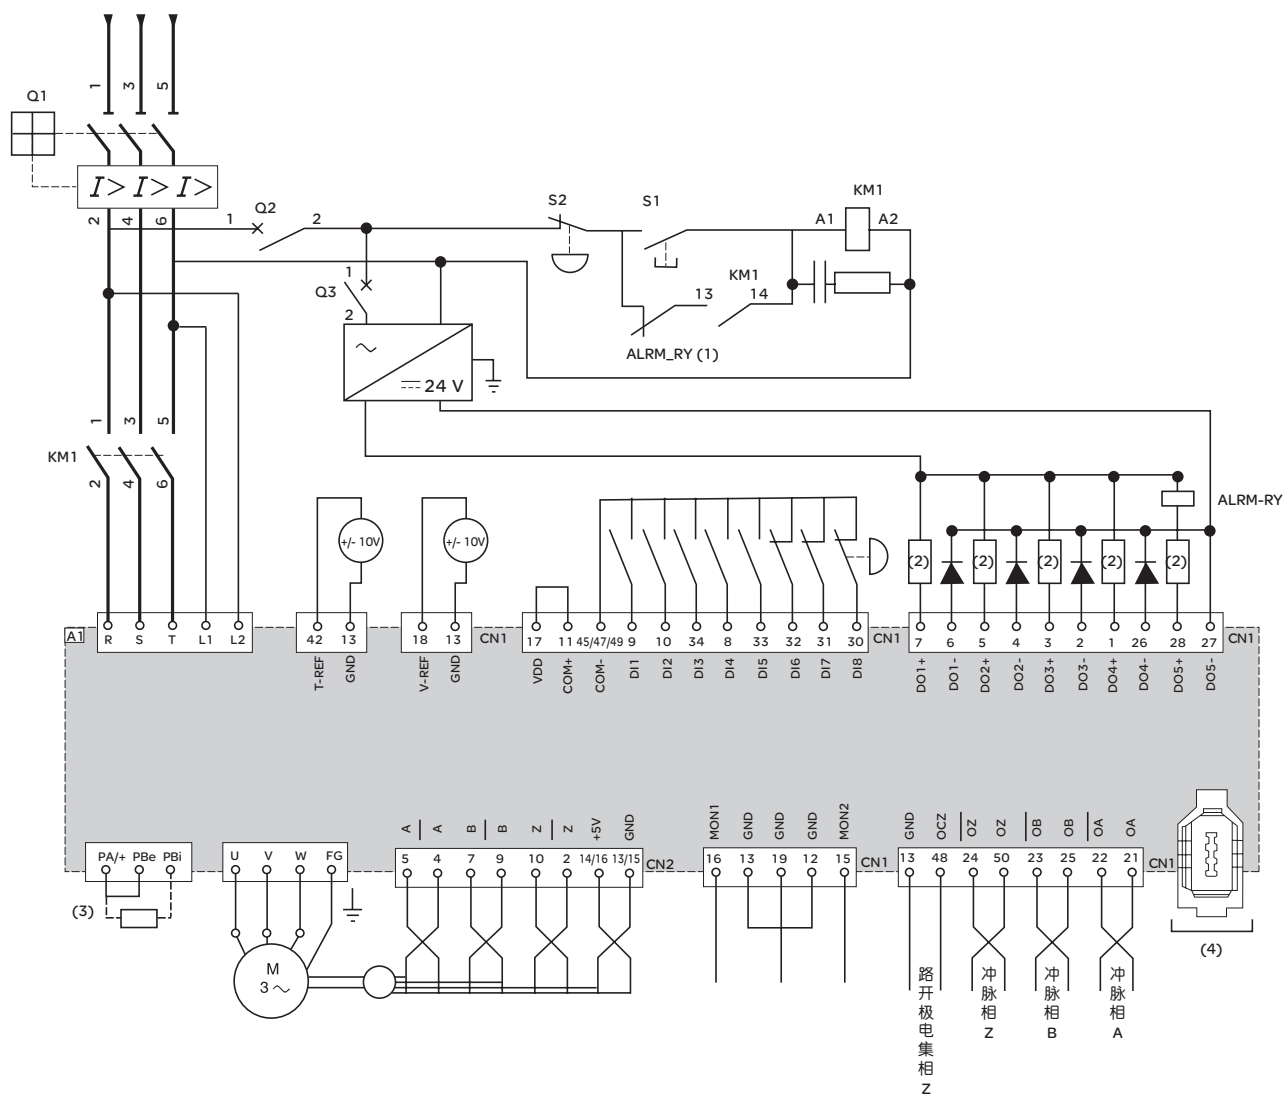 1
3
5
Q1
I> I> I>
2
4
6
1
Q2
2
S2
S1
KM1
A1
A2
1
Q3
2
KM1
13
14
ALRM_RY (1)
24 V
1
3
5
KM1
2
4
6
ALRM-RY
+/- 10V
+/- 10V
(2)
(2)
(2)
(2)
(2)
A1
R S T L1 L2
42 13
18 13
CN1
17 11 45/47/49 9 10 34 8 33 32 31 30
CN1
7 6 5 4 3 2 1 26 28 27
CN1
T-REF
GND
V-REF
GND
VDD
COM+
COM-
DI1
DI2
DI3
DI4
DI5
DI6
DI7
DI8
DO1+
DO1-
DO2+
DO2-
DO3+
DO3-
DO4+
DO4-
DO5+
DO5-
A
A
B
B
Z
Z
+5V
GND
MON1
GND
GND
GND
MON2
GND
OCZ
OZ
OZ
OB
OB
OA
OA
PA/+ PBe PBi
U V W FG
5 4 7 9 10 2 14/16 13/15
CN2
16 13 19 12 15
CN1
13 48 24 50 23 25 22 21
CN1
(3)
(4)
M
3
路开极电集相Z
冲脉相Z
冲脉相B
冲脉相A